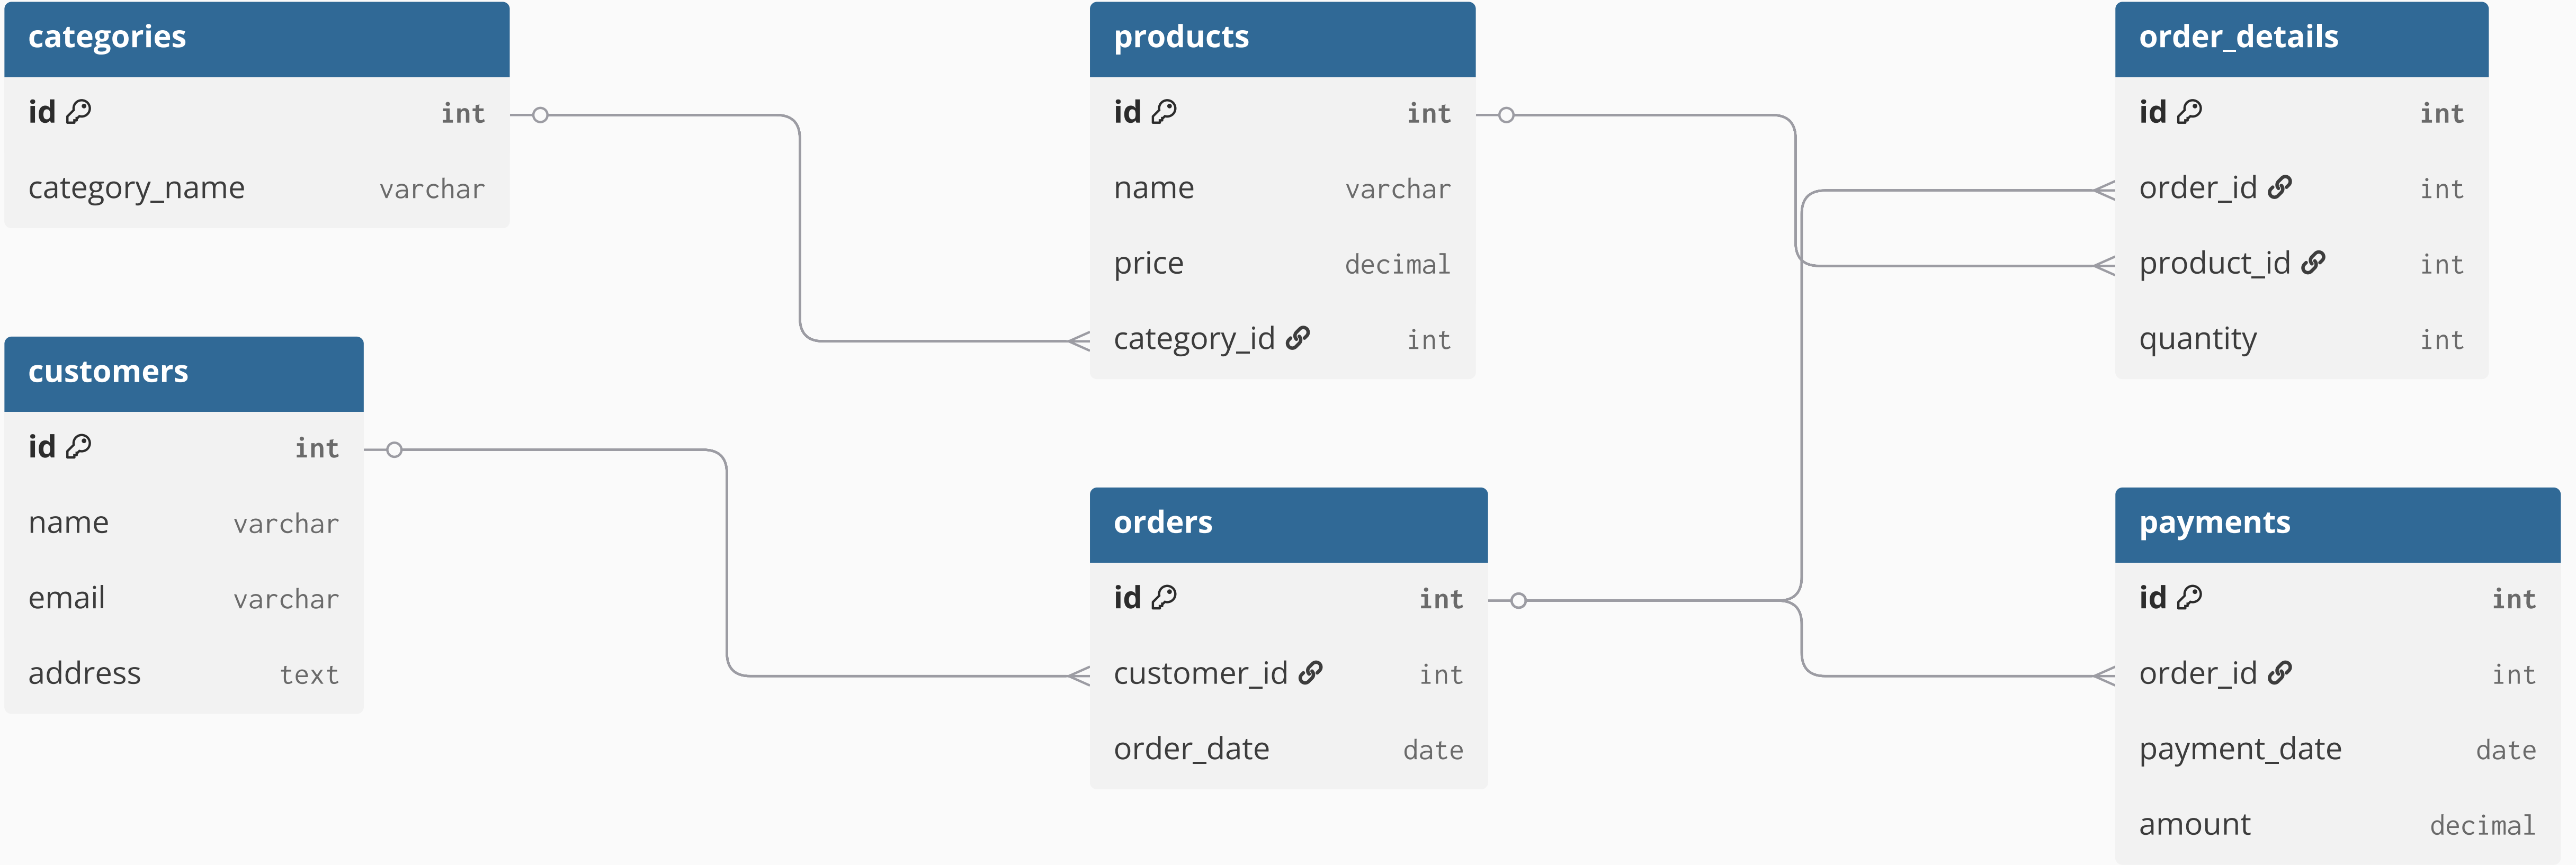 categories
id int
category_name varchar
customers
id int
name varchar
email varchar
address text
products
id int
name varchar
price decimal
category_id int
orders
id int
customer_id int
order_date date
order_details
id int
order_id int
product_id int
quantity int
payments
id int
order_id int
payment_date date
amount decimal